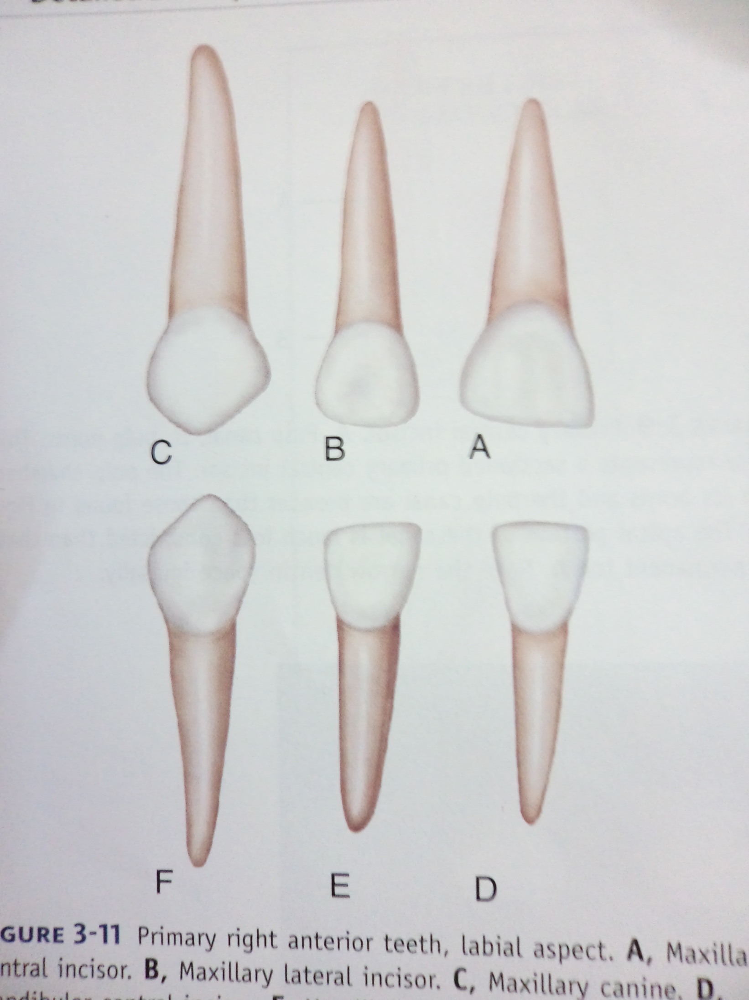 C B A
F E D
GURE 3-11 Primary right anterior teeth, labial aspect. A, Maxilla
ntral incisor. B, Maxillary lateral incisor. C, Maxillary canine. D,